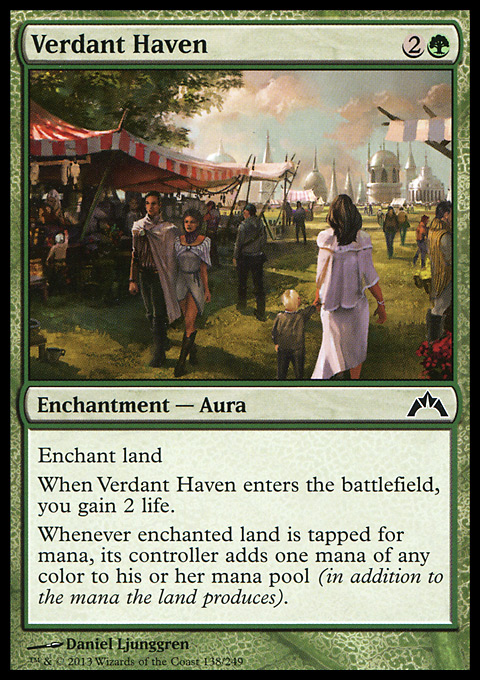 Verdant Haven 2
Enchantment — Aura
Enchant land
When Verdant Haven enters the battlefield,
you gain 2 life.
Whenever enchanted land is tapped for
mana, its controller adds one mana of any
color to his or her mana pool (in addition to
the mana the land produces).
Daniel Ljunggren
™ & © 2013 Wizards of the Coast 138/249